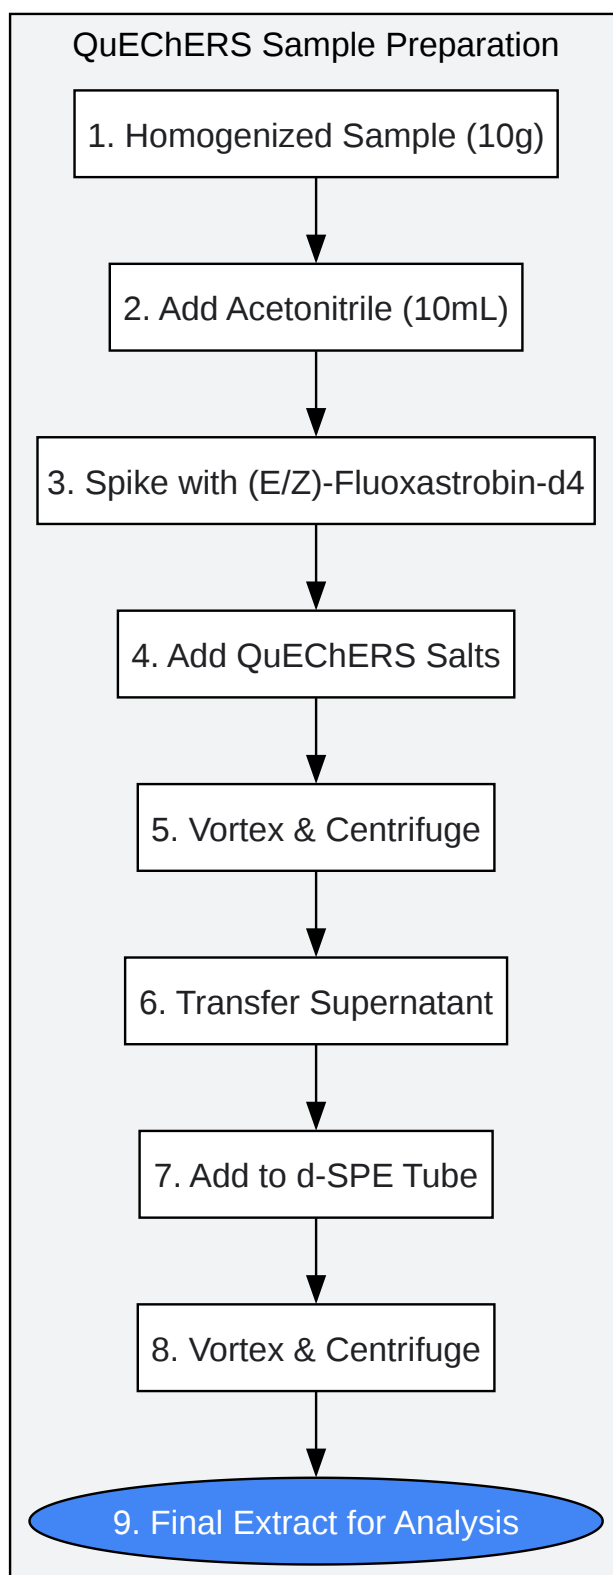 QuEChERS Sample Preparation
1. Homogenized Sample (10g)
2. Add Acetonitrile (10mL)
3. Spike with (E/Z)-Fluoxastrobin-d4
4. Add QuEChERS Salts
5. Vortex & Centrifuge
6. Transfer Supernatant
7. Add to d-SPE Tube
8. Vortex & Centrifuge
9. Final Extract for Analysis